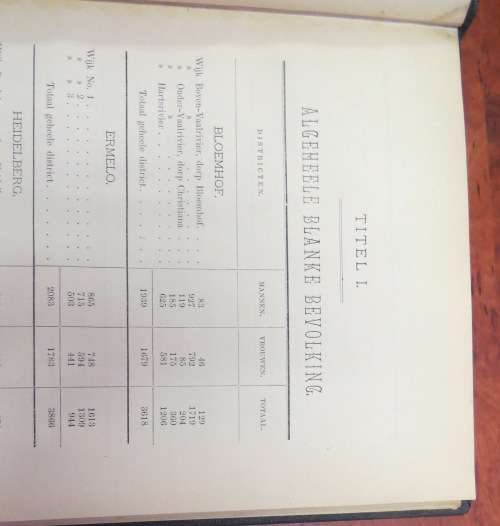 TITEL I.
ALGEMEELE BLANKE BEVOLKING.
DISTRICTEN. MANNEN. VROUWEN. TOTAAL.
BLOEMHOF.
Wijk Boven-Vaalrivier, dorp Bloemhof. . . . 83 46 129
» » . . . . . . 927 792 1719
» Onder-Vaalrivier, dorp Christiana . . . 119 85 204
» » . . . . . . 185 175 360
» Hartsrivier . . . . . . . . 625 581 1206
Totaal geheele district. . . . . 1939 1679 3618
ERMELO.
Wijk No. 1 . . . . . . . . . 865 748 1613
» » 2 . . . . . . . . . 715 594 1309
» » 3 . . . . . . . . . 503 441 944
Totaal geheele district. . . . . . 2083 1783 3866
HEIDELBERG.